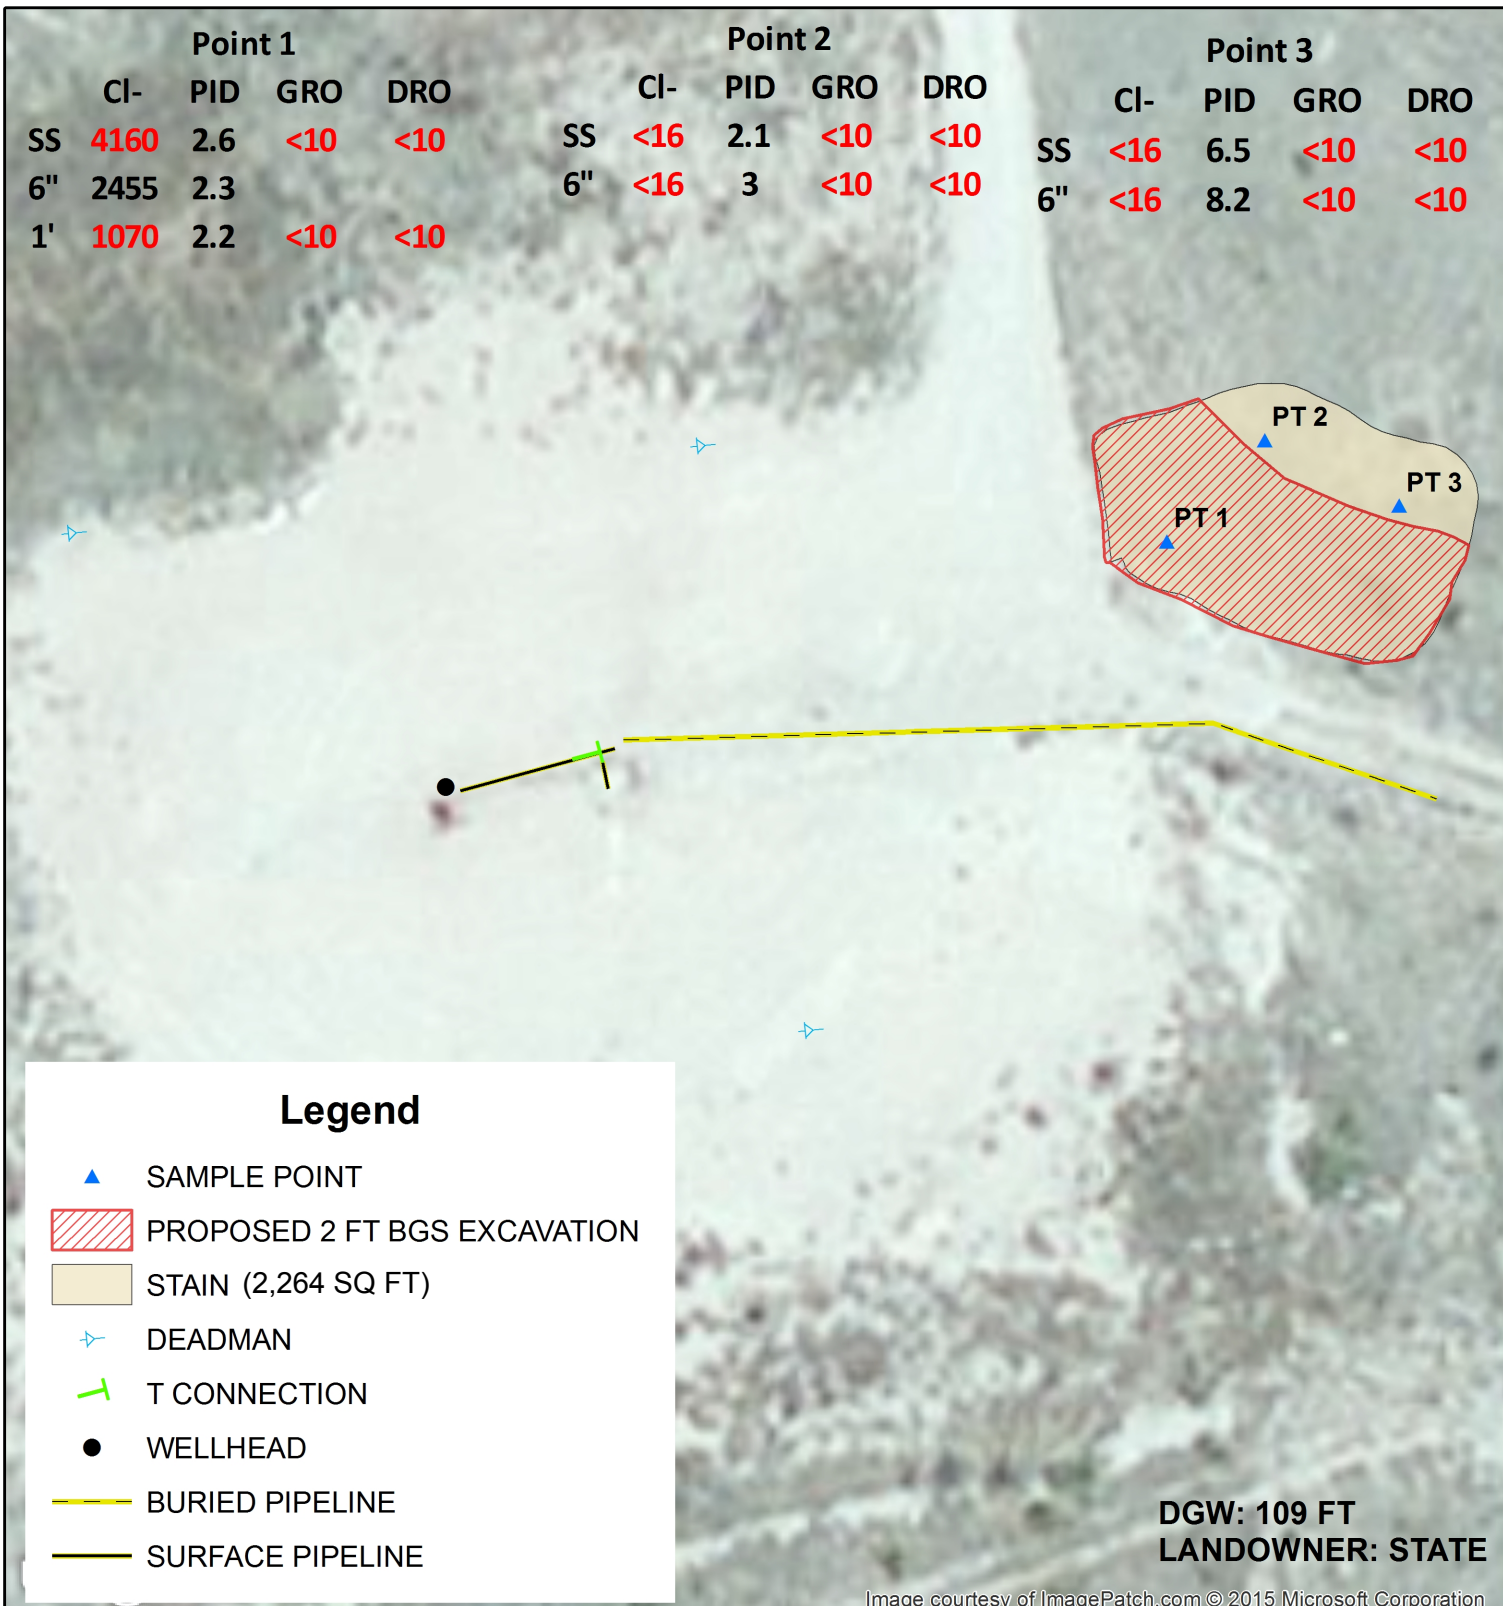 Point 1
Cl- PID GRO DRO
SS 4160 2.6 <10 <10
6" 2455 2.3
1' 1070 2.2 <10 <10
Point 2
Cl- PID GRO DRO
SS <16 2.1 <10 <10
6" <16 3 <10 <10
Point 3
Cl- PID GRO DRO
SS <16 6.5 <10 <10
6" <16 8.2 <10 <10
PT 2
PT 3
PT 1
Legend
SAMPLE POINT
PROPOSED 2 FT BGS EXCAVATION
STAIN (2,264 SQ FT)
DEADMAN
T CONNECTION
WELLHEAD
BURIED PIPELINE
SURFACE PIPELINE
DGW: 109 FT
LANDOWNER: STATE
Image courtesy of ImagePatch.com © 2015 Microsoft Corporation